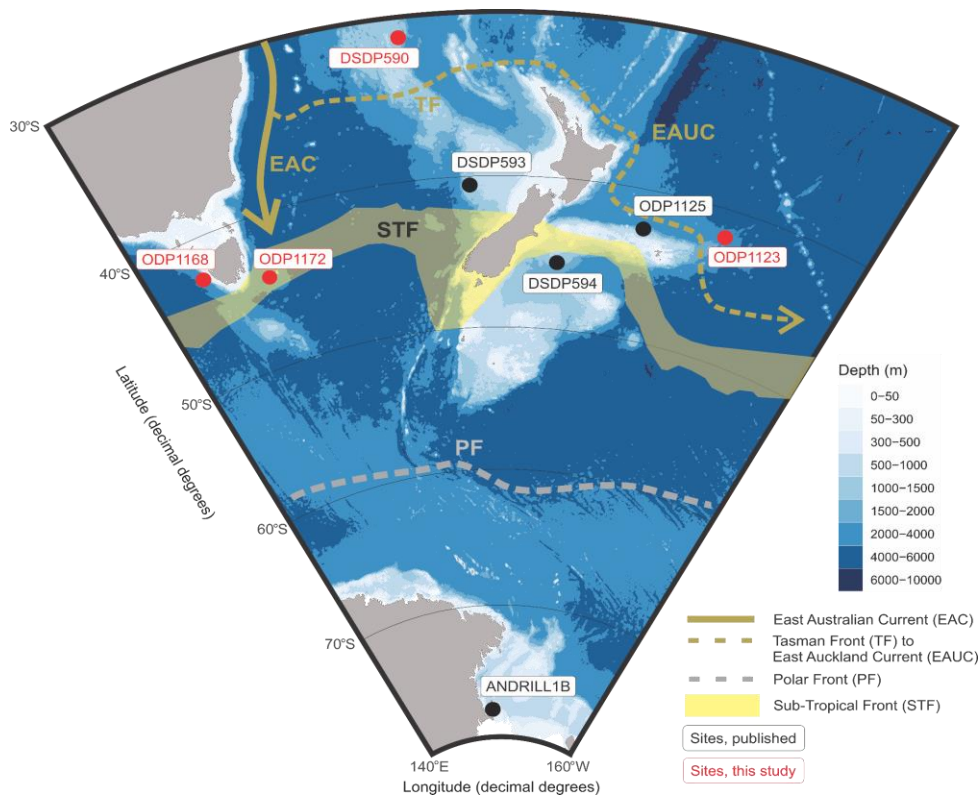 DSDP590
TF
30°S
EAC
EAUC
DSDP593
ODP1125
STF
ODP1168
ODP1172
ODP1123
40°S
DSDP594
Depth (m)
0–50
50–300
300–500
500–1000
1000–1500
1500–2000
2000–4000
4000–6000
6000–10000
Latitude (decimal degrees)
50°S
PF
60°S
East Australian Current (EAC)
Tasman Front (TF) to
East Auckland Current (EAUC)
Polar Front (PF)
Sub-Tropical Front (STF)
Sites, published
Sites, this study
70°S
ANDRILL1B
140°E
160°W
Longitude (decimal degrees)